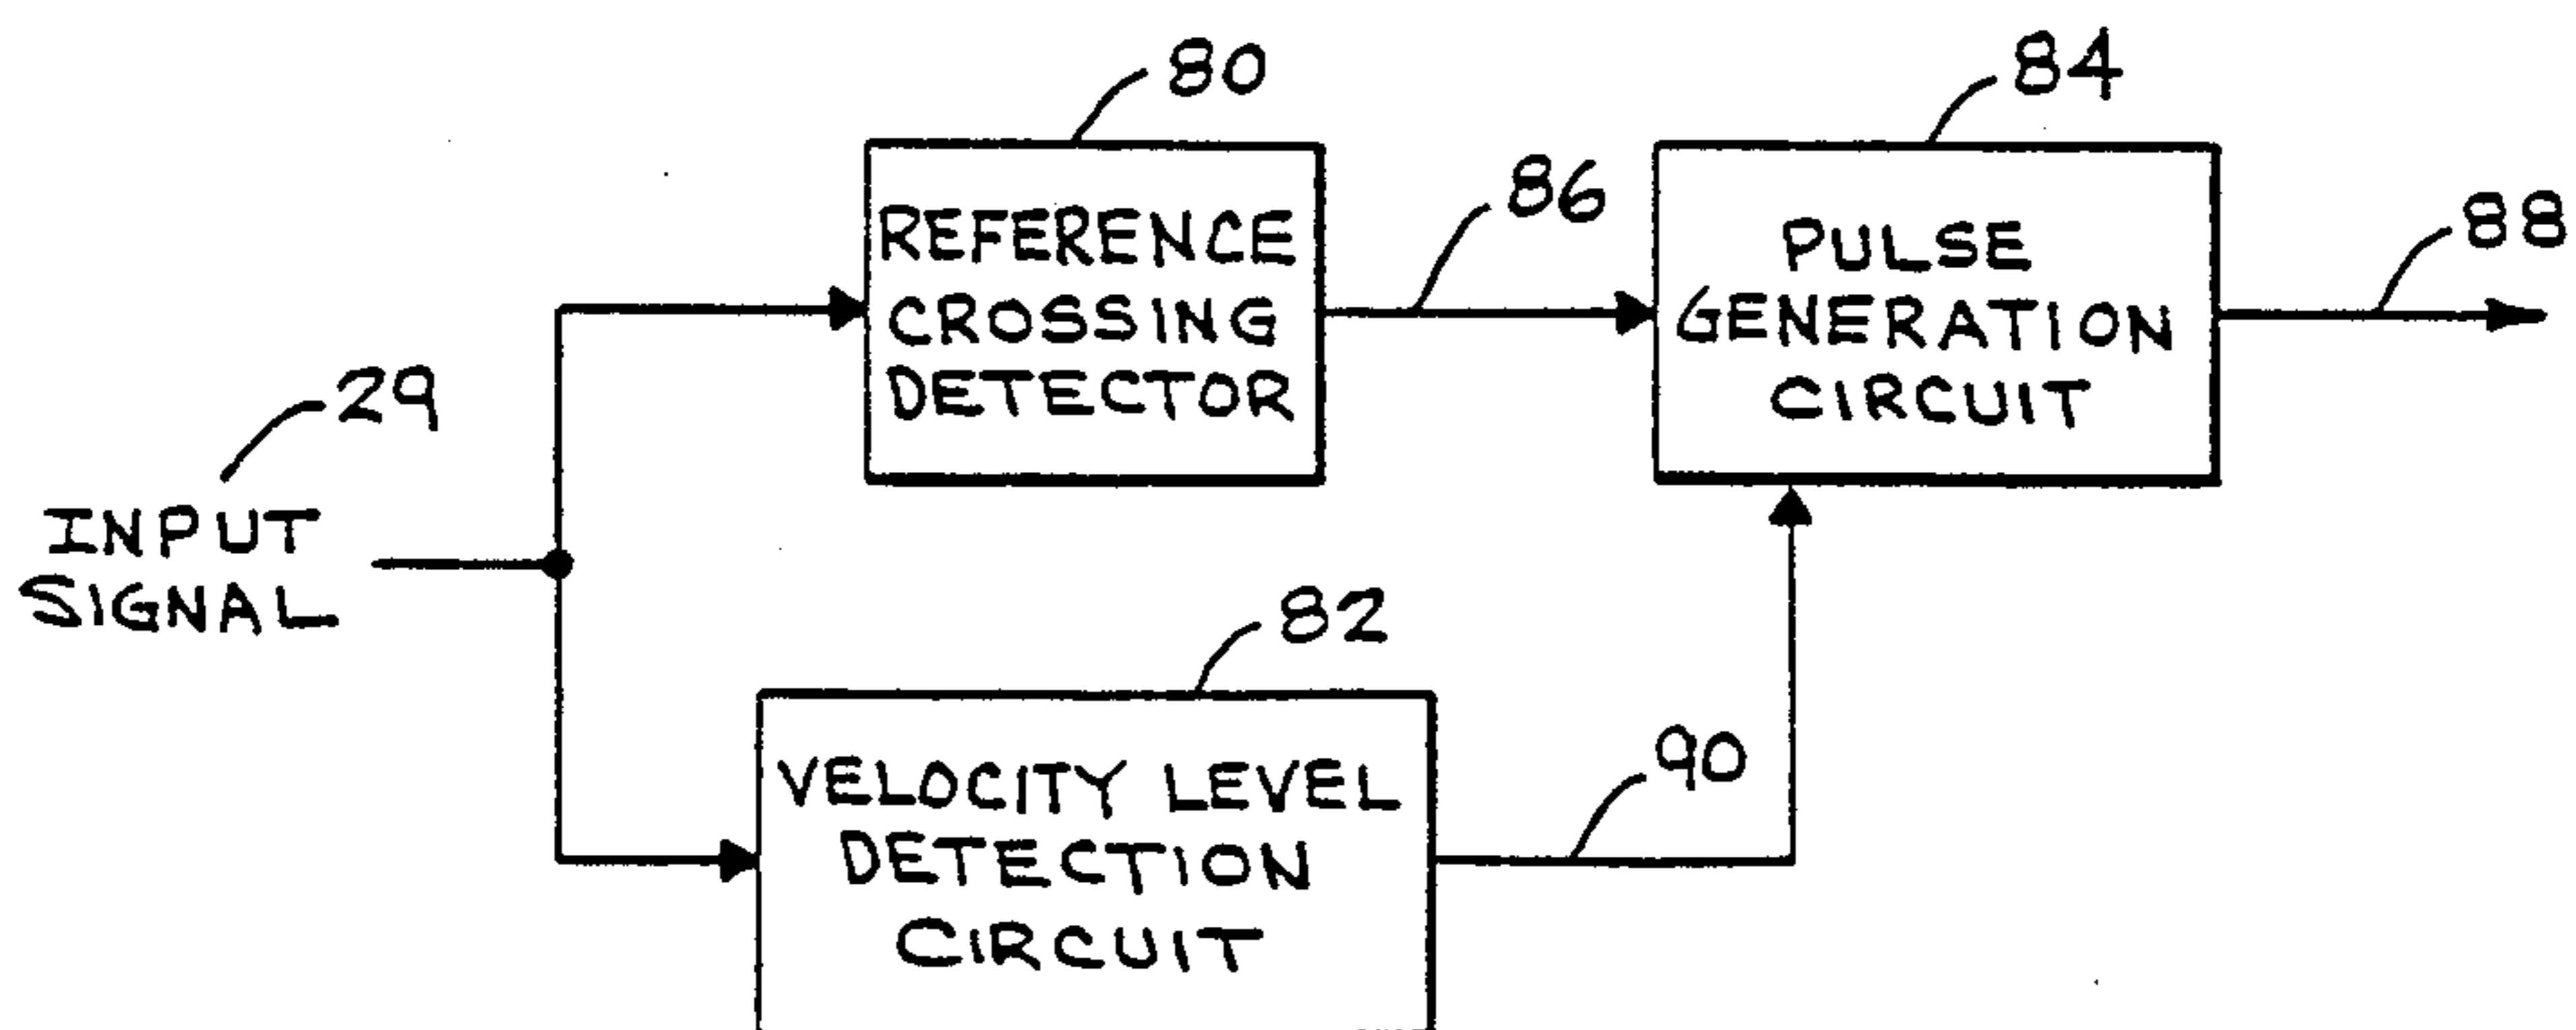 80
84
REFERENCE
CROSSING
DETECTOR
86
PULSE
GENERATION
CIRCUIT
88
29
INPUT
SIGNAL
82
VELOCITY LEVEL
DETECTION
CIRCUIT
90